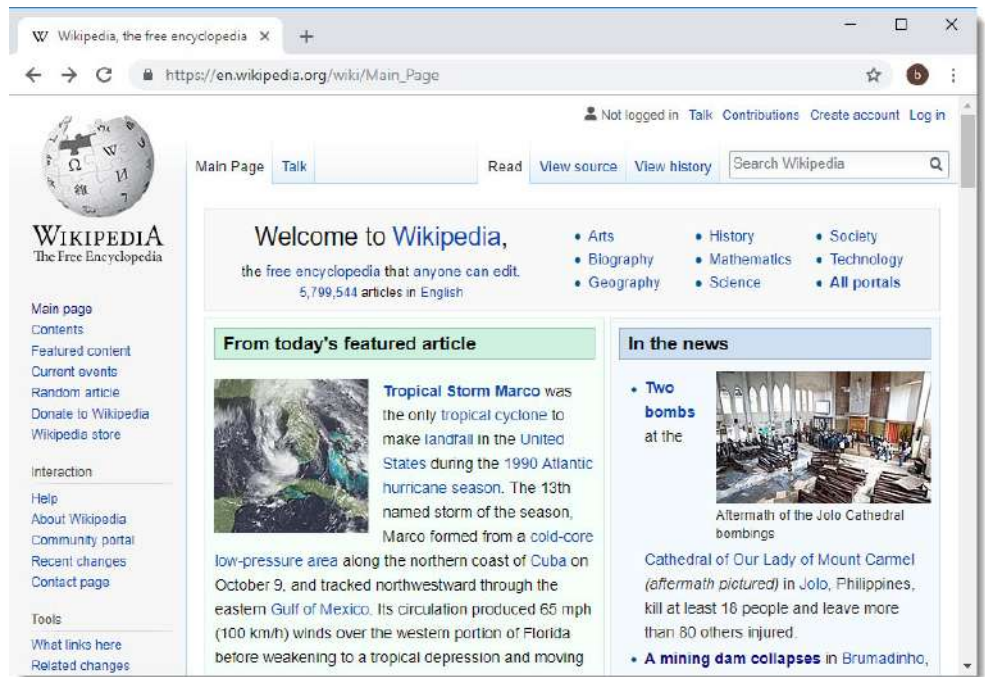 Wikipedia, the free encyclopedia
https://en.wikipedia.org/wiki/Main_Page
b
Not logged in Talk Contributions Create account Log in
Main Page Talk Read View source View history Search Wikipedia
WIKIPEDIA
The Free Encyclopedia
Main page
Contents
Featured content
Current events
Random article
Donate to Wikipedia
Wikipedia store
Interaction
Help
About Wikipedia
Community portal
Recent changes
Contact page
Tools
What links here
Related changes
Welcome to Wikipedia,
the free encyclopedia that anyone can edit.
5,799,544 articles in English
• Arts
• Biography
• Geography
• History
• Mathematics
• Science
• Society
• Technology
• All portals
From today's featured article
Tropical Storm Marco was
the only tropical cyclone to
make landfall in the United
States during the 1990 Atlantic
hurricane season. The 13th
named storm of the season,
Marco formed from a cold-core
low-pressure area along the northern coast of Cuba on
October 9, and tracked northwestward through the
eastern Gulf of Mexico. Its circulation produced 65 mph
(100 km/h) winds over the western portion of Florida
before weakening to a tropical depression and moving
In the news
• Two
bombs
at the
Aftermath of the Jolo Cathedral
bombings
Cathedral of Our Lady of Mount Carmel
(aftermath pictured) in Jolo, Philippines,
kill at least 18 people and leave more
than 80 others injured.
• A mining dam collapses in Brumadinho,